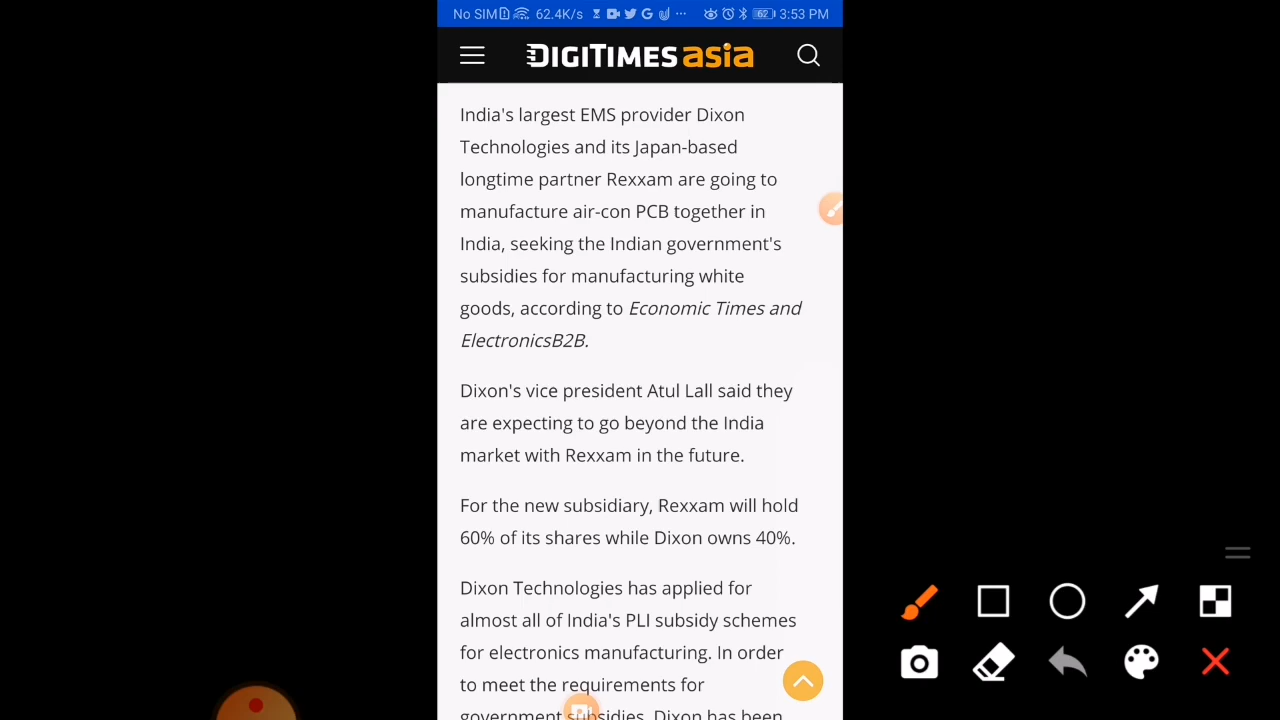 No SIM 62.4K/s 62 3:53 PM
DIGITIMES asia
India's largest EMS provider Dixon
Technologies and its Japan-based
longtime partner Rexxam are going to
manufacture air-con PCB together in
India, seeking the Indian government's
subsidies for manufacturing white
goods, according to Economic Times and
ElectronicsB2B.
Dixon's vice president Atul Lall said they
are expecting to go beyond the India
market with Rexxam in the future.
For the new subsidiary, Rexxam will hold
60% of its shares while Dixon owns 40%.
Dixon Technologies has applied for
almost all of India's PLI subsidy schemes
for electronics manufacturing. In order
to meet the requirements for
government subsidies, Dixon has been